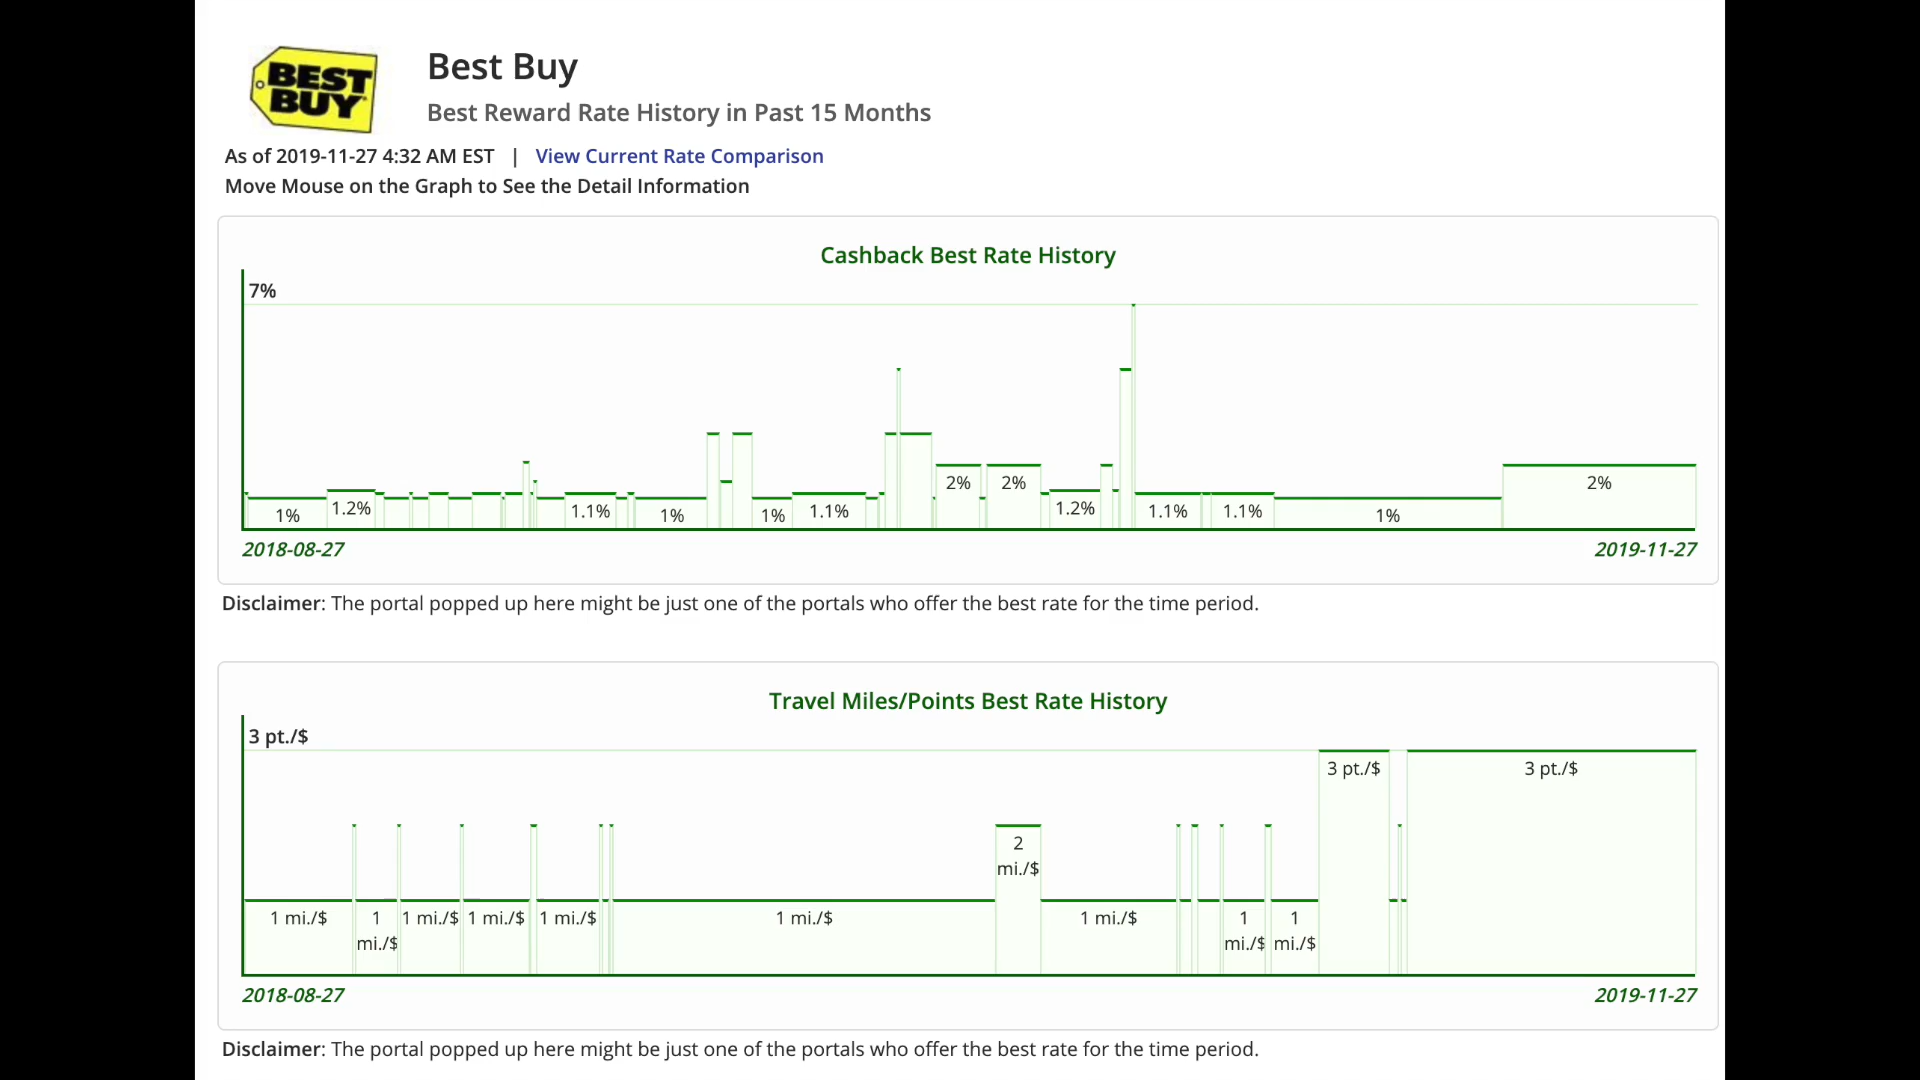 BEST
BUY
Best Buy
Best Reward Rate History in Past 15 Months
As of 2019-11-27 4:32 AM EST | View Current Rate Comparison
Move Mouse on the Graph to See the Detail Information
Cashback Best Rate History
7%
1%
1.2%
1.1%
1%
1%
1.1%
2%
2%
1.2%
1.1%
1.1%
1%
2%
2018-08-27
2019-11-27
Disclaimer: The portal popped up here might be just one of the portals who offer the best rate for the time period.
Travel Miles/Points Best Rate History
3 pt./$
1 mi./$
1
mi./$
1 mi./$
1 mi./$
1 mi./$
1 mi./$
2
mi./$
1 mi./$
1
mi./$
1
mi./$
3 pt./$
3 pt./$
2018-08-27
2019-11-27
Disclaimer: The portal popped up here might be just one of the portals who offer the best rate for the time period.